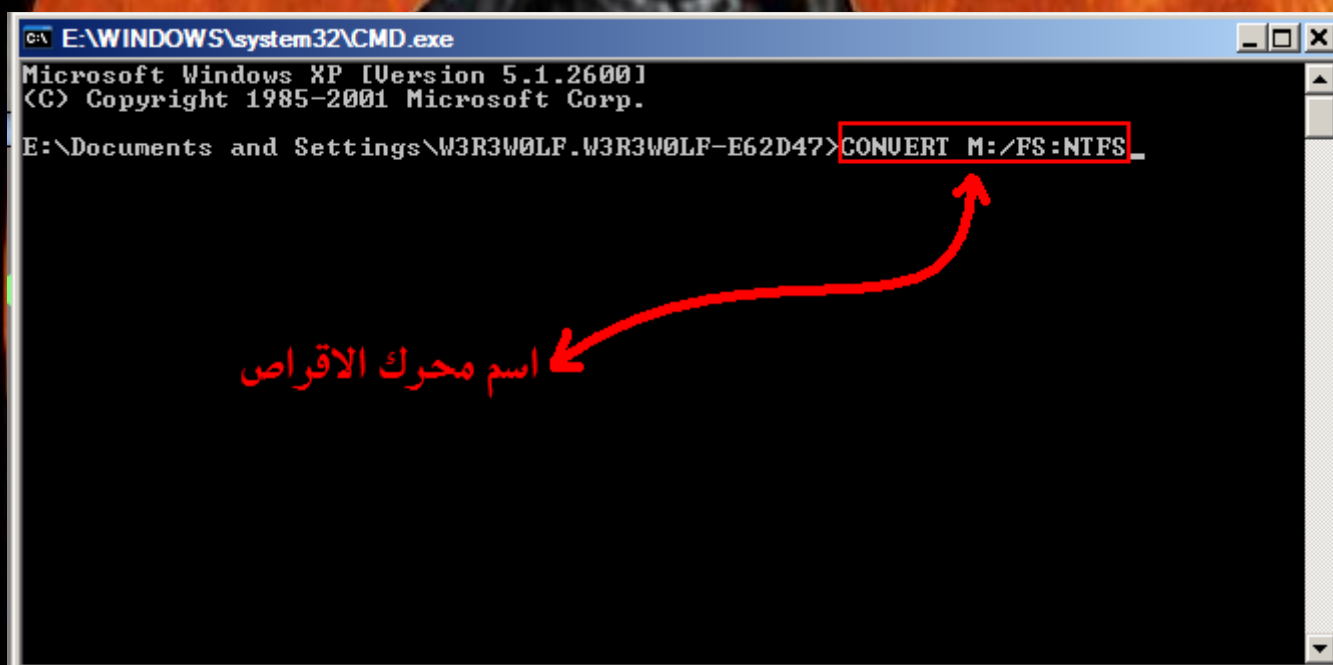 E:\WINDOWS\system32\CMD.exe
Microsoft Windows XP [Version 5.1.2600]
(C) Copyright 1985-2001 Microsoft Corp.
E:\Documents and Settings\W3R3W0LF.W3R3W0LF-E62D47>CONVERT M:/FS:NTFS_
اسم محرك الاقراص